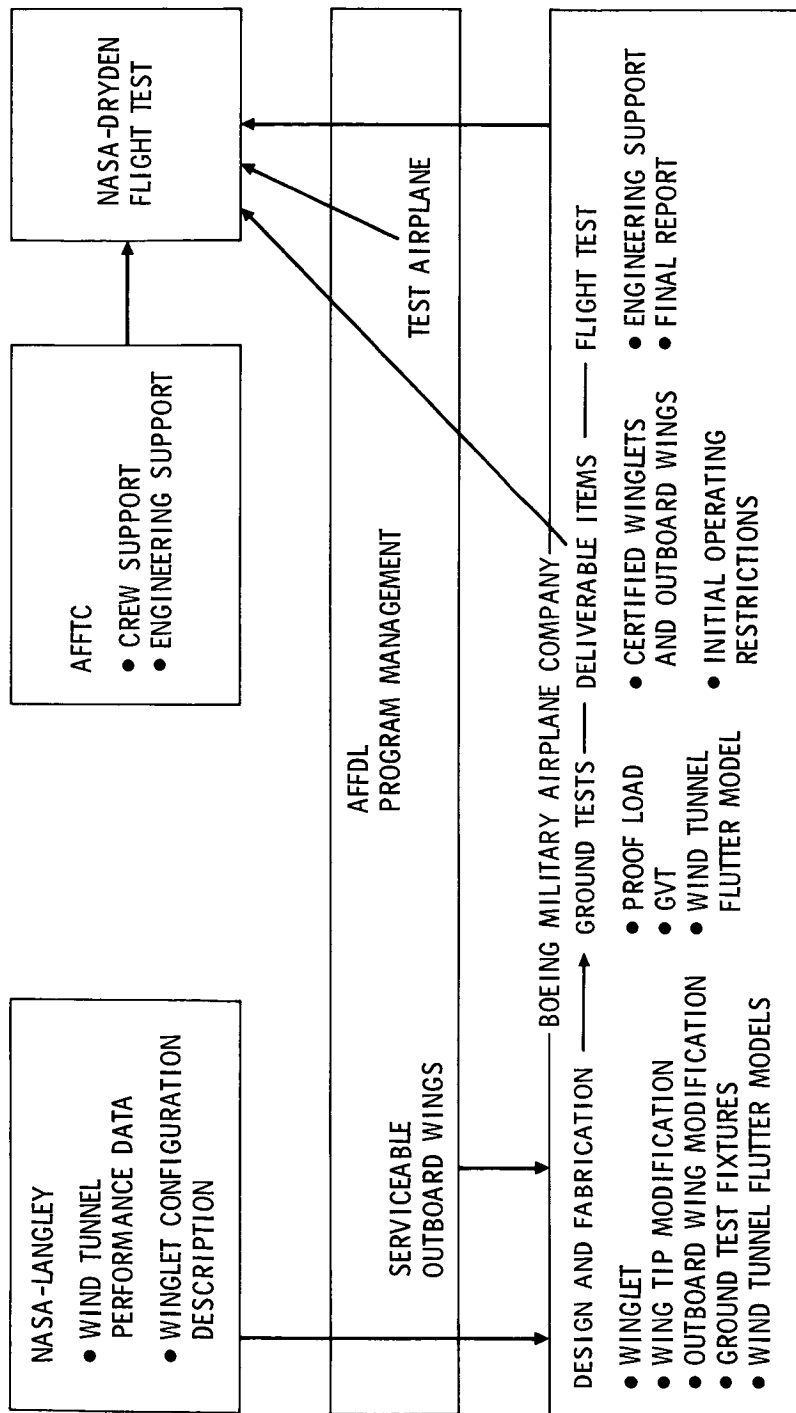 NASA-LANGLEY
● WIND TUNNEL
PERFORMANCE DATA
● WINGLET CONFIGURATION
DESCRIPTION
AFFTC
● CREW SUPPORT
● ENGINEERING SUPPORT
NASA-DRYDEN
FLIGHT TEST
AFFDL
PROGRAM MANAGEMENT
SERVICEABLE
OUTBOARD WINGS
TEST AIRPLANE
BOEING MILITARY AIRPLANE COMPANY
DESIGN AND FABRICATION
● WINGLET
● WING TIP MODIFICATION
● OUTBOARD WING MODIFICATION
● GROUND TEST FIXTURES
● WIND TUNNEL FLUTTER MODELS
GROUND TESTS
● PROOF LOAD
● GVT
● WIND TUNNEL
FLUTTER MODEL
DELIVERABLE ITEMS
● CERTIFIED WINGLETS
AND OUTBOARD WINGS
● INITIAL OPERATING
RESTRICTIONS
FLIGHT TEST
● ENGINEERING SUPPORT
● FINAL REPORT